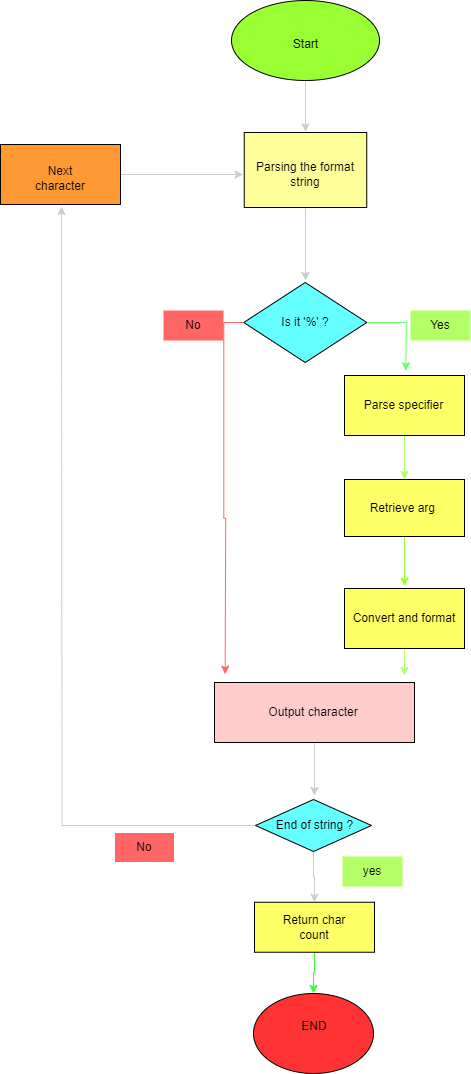 Start
Next
character
Parsing the format
string
Is it '%' ?
No
Yes
Parse specifier
Retrieve arg
Convert and format
Output character
End of string ?
No
yes
Return char
count
END